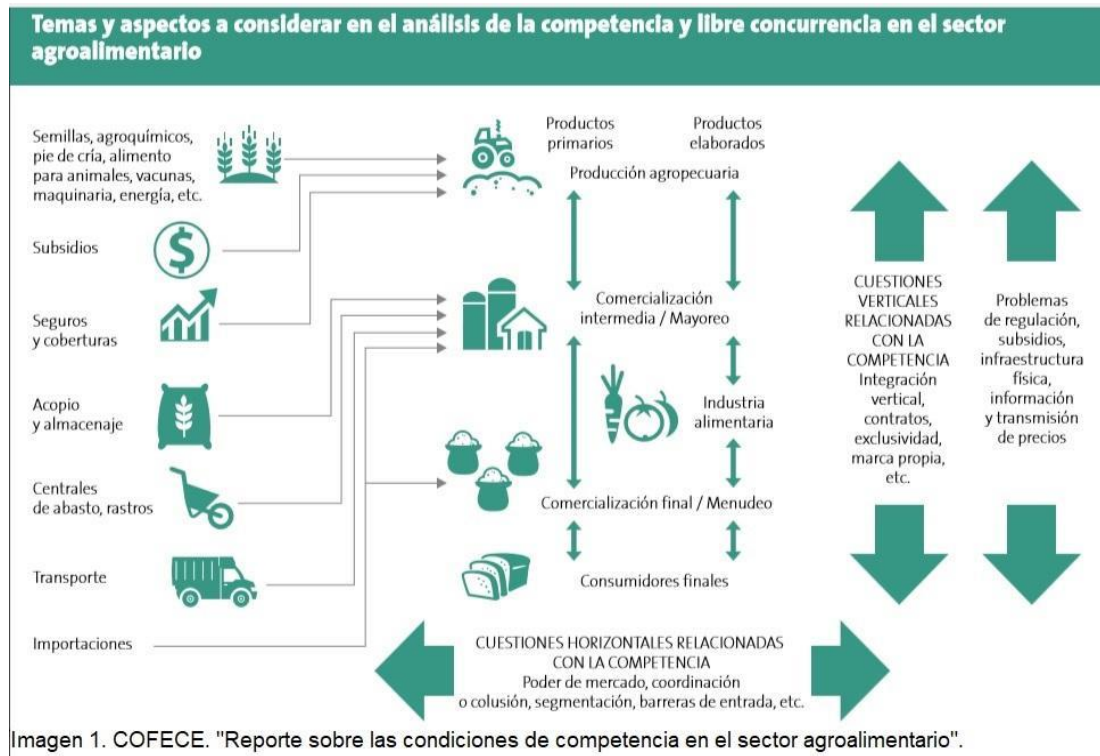 Temas y aspectos a considerar en el análisis de la competencia y libre concurrencia en el sector
agroalimentario
Semillas, agroquímicos,
pie de cría, alimento
para animales, vacunas,
maquinaria, energía, etc.
Subsidios
$
Seguros
y coberturas
Acopio
y almacenaje
Centrales
de abasto, rastros
Transporte
Importaciones
Productos
primarios
Productos
elaborados
Producción agropecuaria
Comercialización
intermedia / Mayoreo
Industria
alimentaria
Comercialización final / Menudeo
Consumidores finales
CUESTIONES
VERTICALES
RELACIONADAS
CON LA
COMPETENCIA
Integración
vertical,
contratos,
exclusividad,
marca propia,
etc.
Problemas
de regulación,
subsidios,
infraestructura
física,
información
y transmisión
de precios
CUESTIONES HORIZONTALES RELACIONADAS
CON LA COMPETENCIA
Poder de mercado, coordinación
o colusión, segmentación, barreras de entrada, etc.
Imagen 1. COFECE. "Reporte sobre las condiciones de competencia en el sector agroalimentario".